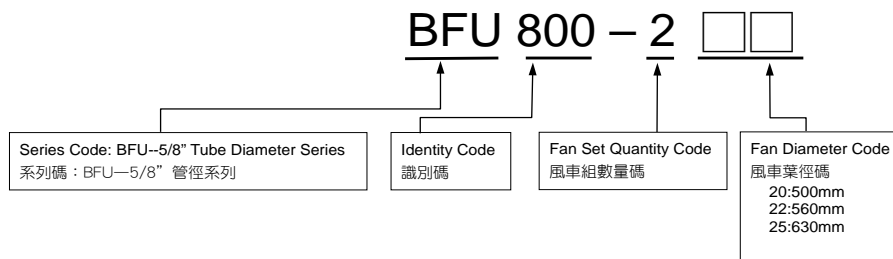 BFU 800 – 2 □□
Series Code: BFU--5/8” Tube Diameter Series
系列碼：BFU—5/8”管徑系列
Identity Code
識別碼
Fan Set Quantity Code
風車組數量碼
Fan Diameter Code
風車葉徑碼
20:500mm
22:560mm
25:630mm